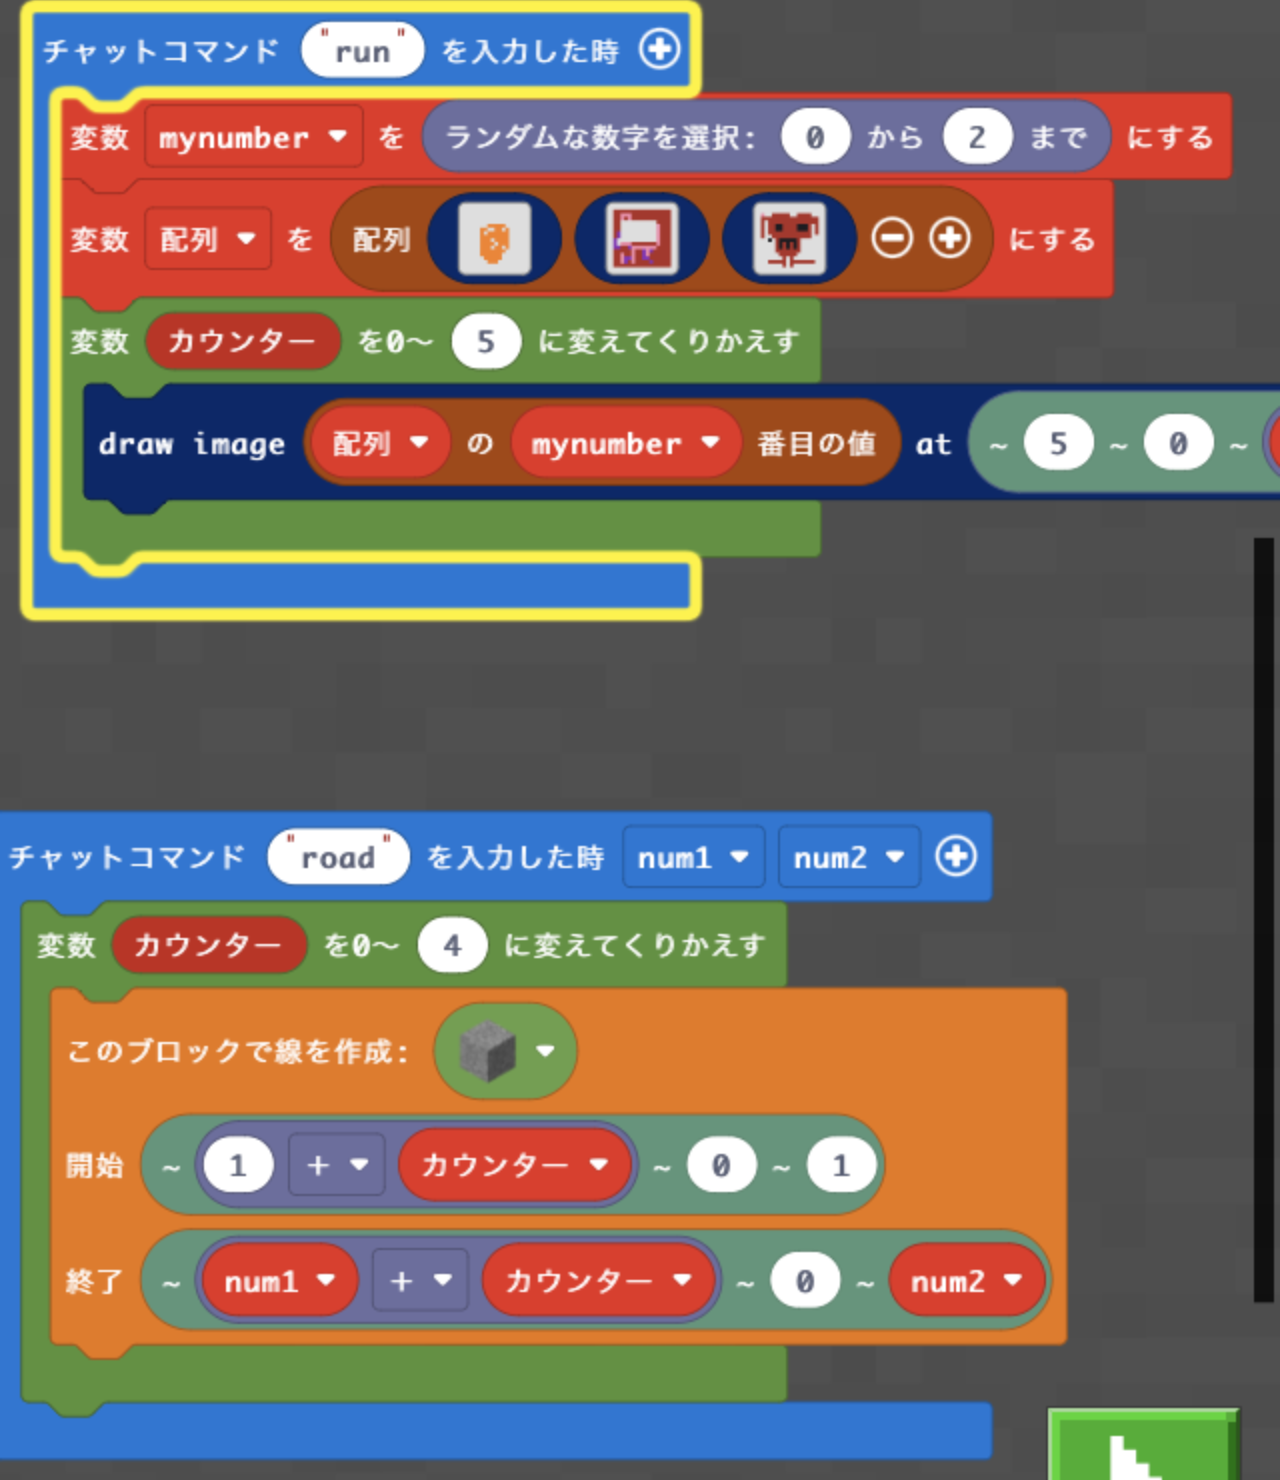 チャットコマンド "run" を入力した時
変数 mynumber を ランダムな数字を選択: 0 から 2 まで にする
変数 配列 を 配列 にする
変数 カウンター を0～ 5 に変えてくりかえす
draw image 配列 の mynumber 番目の値 at ~ 5 ~ 0 ~
チャットコマンド "road" を入力した時 num1 num2
変数 カウンター を0～ 4 に変えてくりかえす
このブロックで線を作成:
開始 ~ 1 + カウンター ~ 0 ~ 1
終了 ~ num1 + カウンター ~ 0 ~ num2